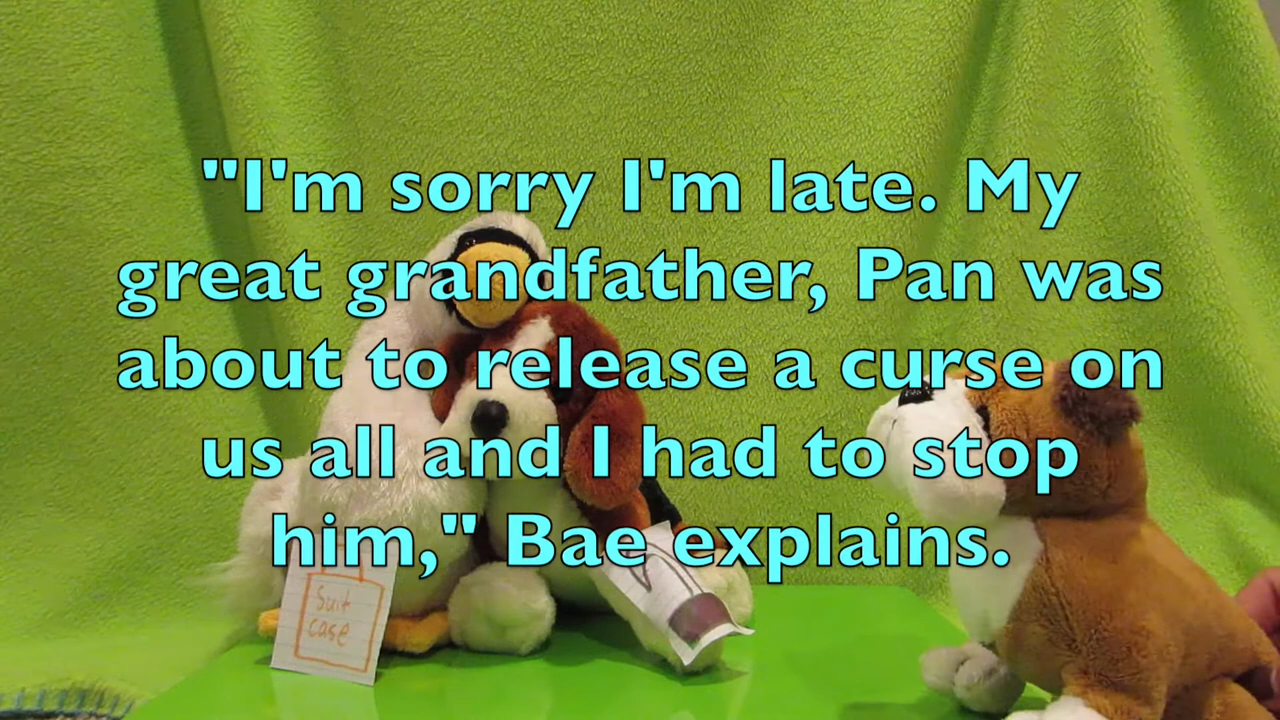 "I'm sorry I'm late. My
great grandfather, Pan was
about to release a curse on
us all and I had to stop
him," Bae explains.
Suit
case